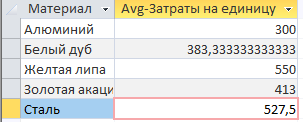 Материал Avg-Затраты на единицу
Алюминий 300
Белый дуб 383,333333333333
Желтая липа 550
Золотая акаци 413
Сталь 527,5